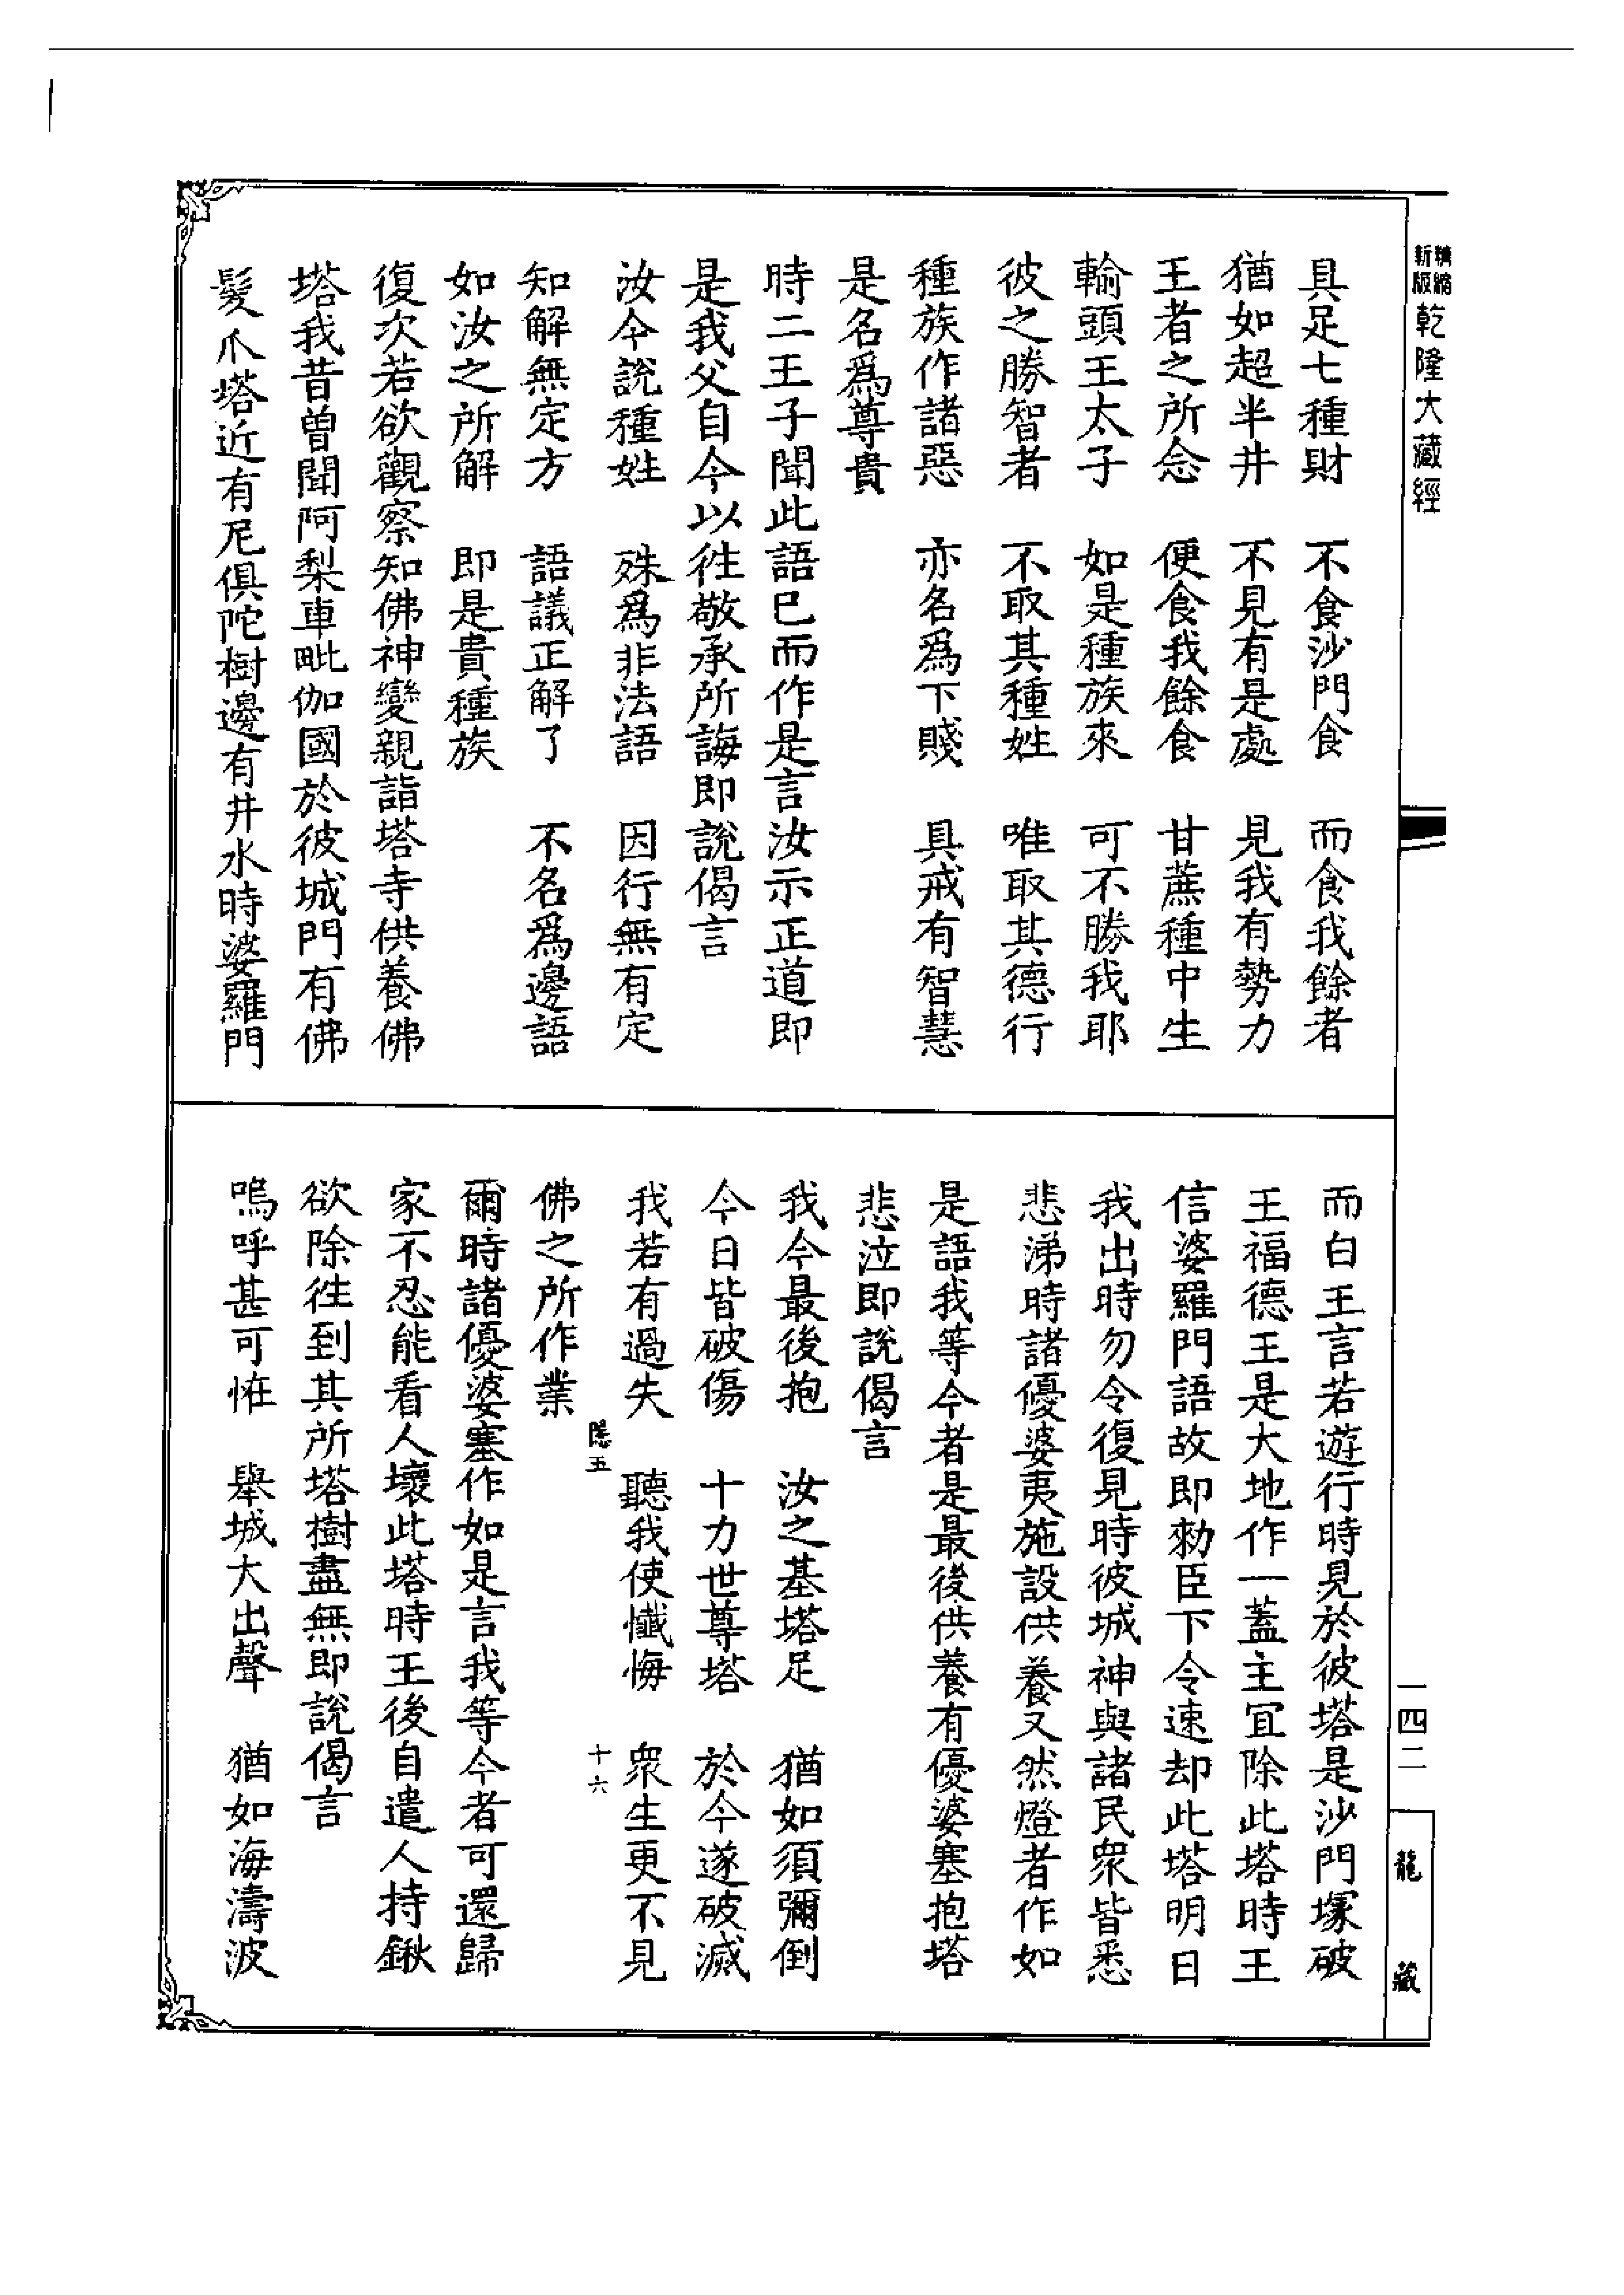 精縮新版乾隆大藏經
具足七種財　不食沙門食　而食我餘者
猶如超半井　不見有是處　見我有勢力
王者之所念　便食我餘食　甘蔗種中生
輸頭王太子　如是種族來　可不勝我耶
彼之勝智者　不取其種姓　唯取其德行
種族作諸惡　亦名爲下賤　具戒有智慧
是名爲尊貴
時二王子聞此語已而作是言汝示正道即
是我父自今以往敬承所誨即說偈言
汝今說種姓　殊爲非法語　因行無有定
知解無定方　語議正解了　不名爲邊語
如汝之所解　即是貴種族
復次若欲觀察知佛神變親詣塔寺供養佛
塔我昔曾聞阿梨車毗伽國於彼城門有佛
髮爪塔近有尼俱陀樹邊有井水時婆羅門
而白王言若遊行時見於彼塔是沙門塚破
王福德王是大地作一蓋主宜除此塔時王
信婆羅門語故即勑臣下令速却此塔明日
我出時勿令復見時彼城神與諸民衆皆悉
悲涕時諸優婆夷施設供養又然燈者作如
是語我等今者是最後供養有優婆塞抱塔
悲泣即說偈言
我今最後抱　汝之基塔足　猶如須彌倒
今日皆破傷　十力世尊塔　於今遂破滅
我若有過失　聽我使懺悔　衆生更不見
隱五　十六
佛之所作業
爾時諸優婆塞作如是言我等今者可還歸
家不忍能看人壞此塔時王後自遣人持鍬
欲除往到其所塔樹盡無即說偈言
嗚呼甚可恠　舉城大出聲　猶如海濤波
一四二
龍藏